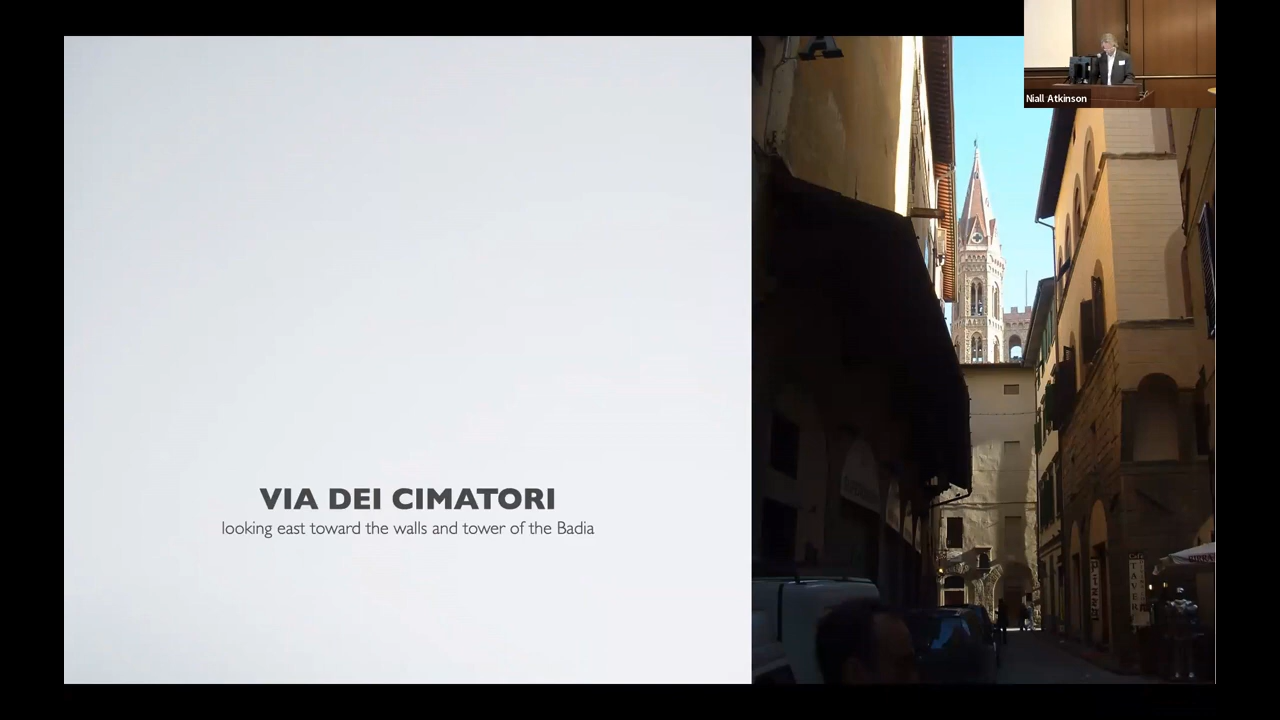 VIA DEI CIMATORI
looking east toward the walls and tower of the Badia
Niall Atkinson